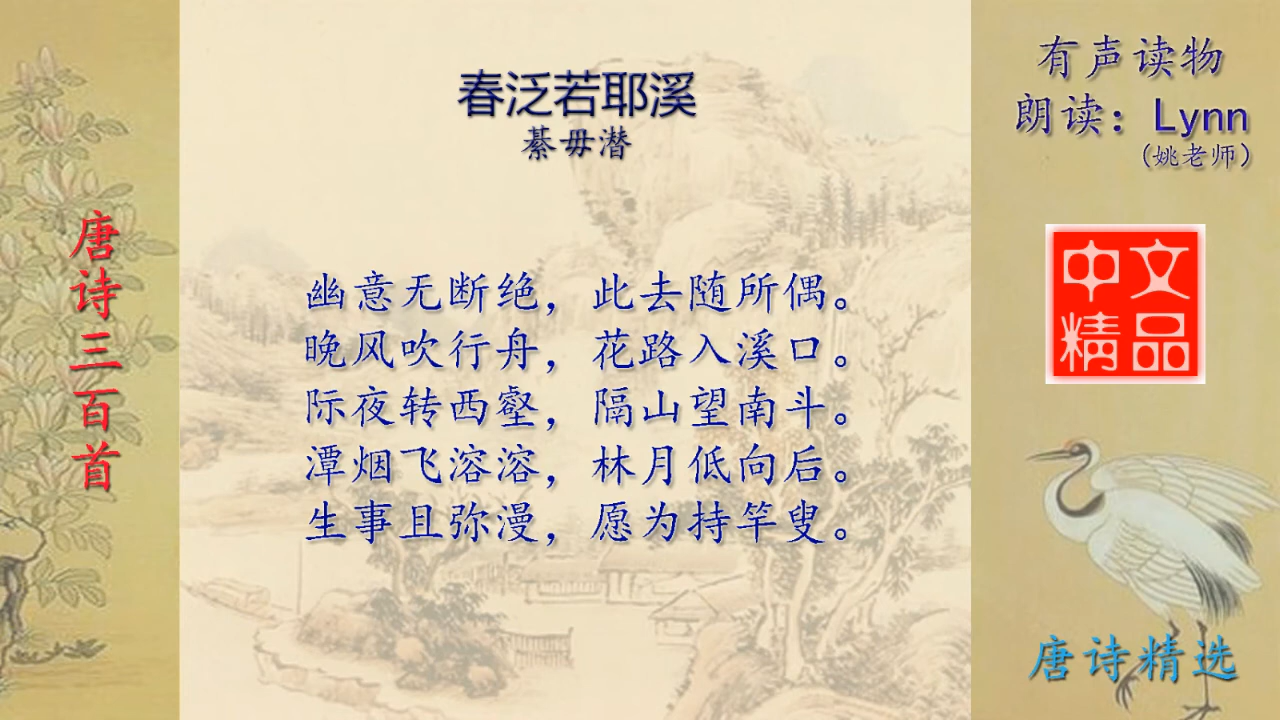 春泛若耶溪
綦毋潜
幽意无断绝，此去随所偶。
晚风吹行舟，花路入溪口。
际夜转西壑，隔山望南斗。
潭烟飞溶溶，林月低向后。
生事且弥漫，愿为持竿叟。
唐诗三百首
有声读物
朗读：Lynn
（姚老师）
中文
精品
唐诗精选